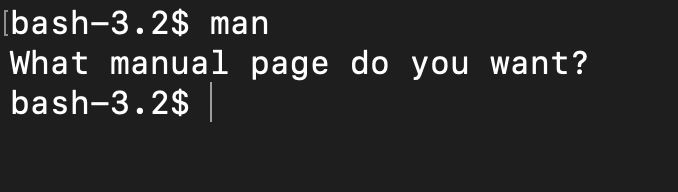 [bash-3.2$ man
What manual page do you want?
bash-3.2$